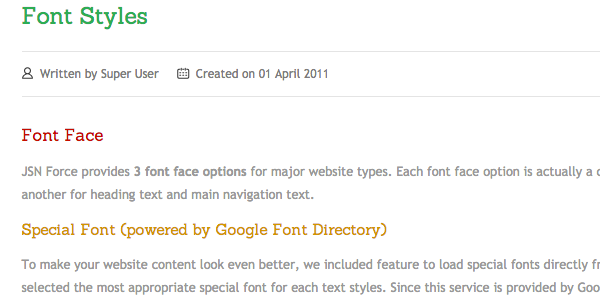 Font Styles
Written by Super User Created on 01 April 2011
Font Face
JSN Force provides 3 font face options for major website types. Each font face option is actually a
another for heading text and main navigation text.
Special Font (powered by Google Font Directory)
To make your website content look even better, we included feature to load special fonts directly
selected the most appropriate special font for each text styles. Since this service is provided by